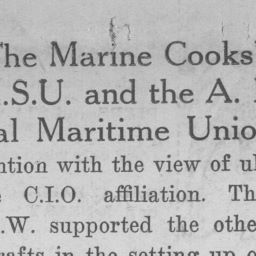 The Marine Cooks'
.S.U. and the A.
al Maritime Unio
ntion with the view of ul
C.I.O. affiliation. Th
.W. supported the othe
rafts in the setting up o